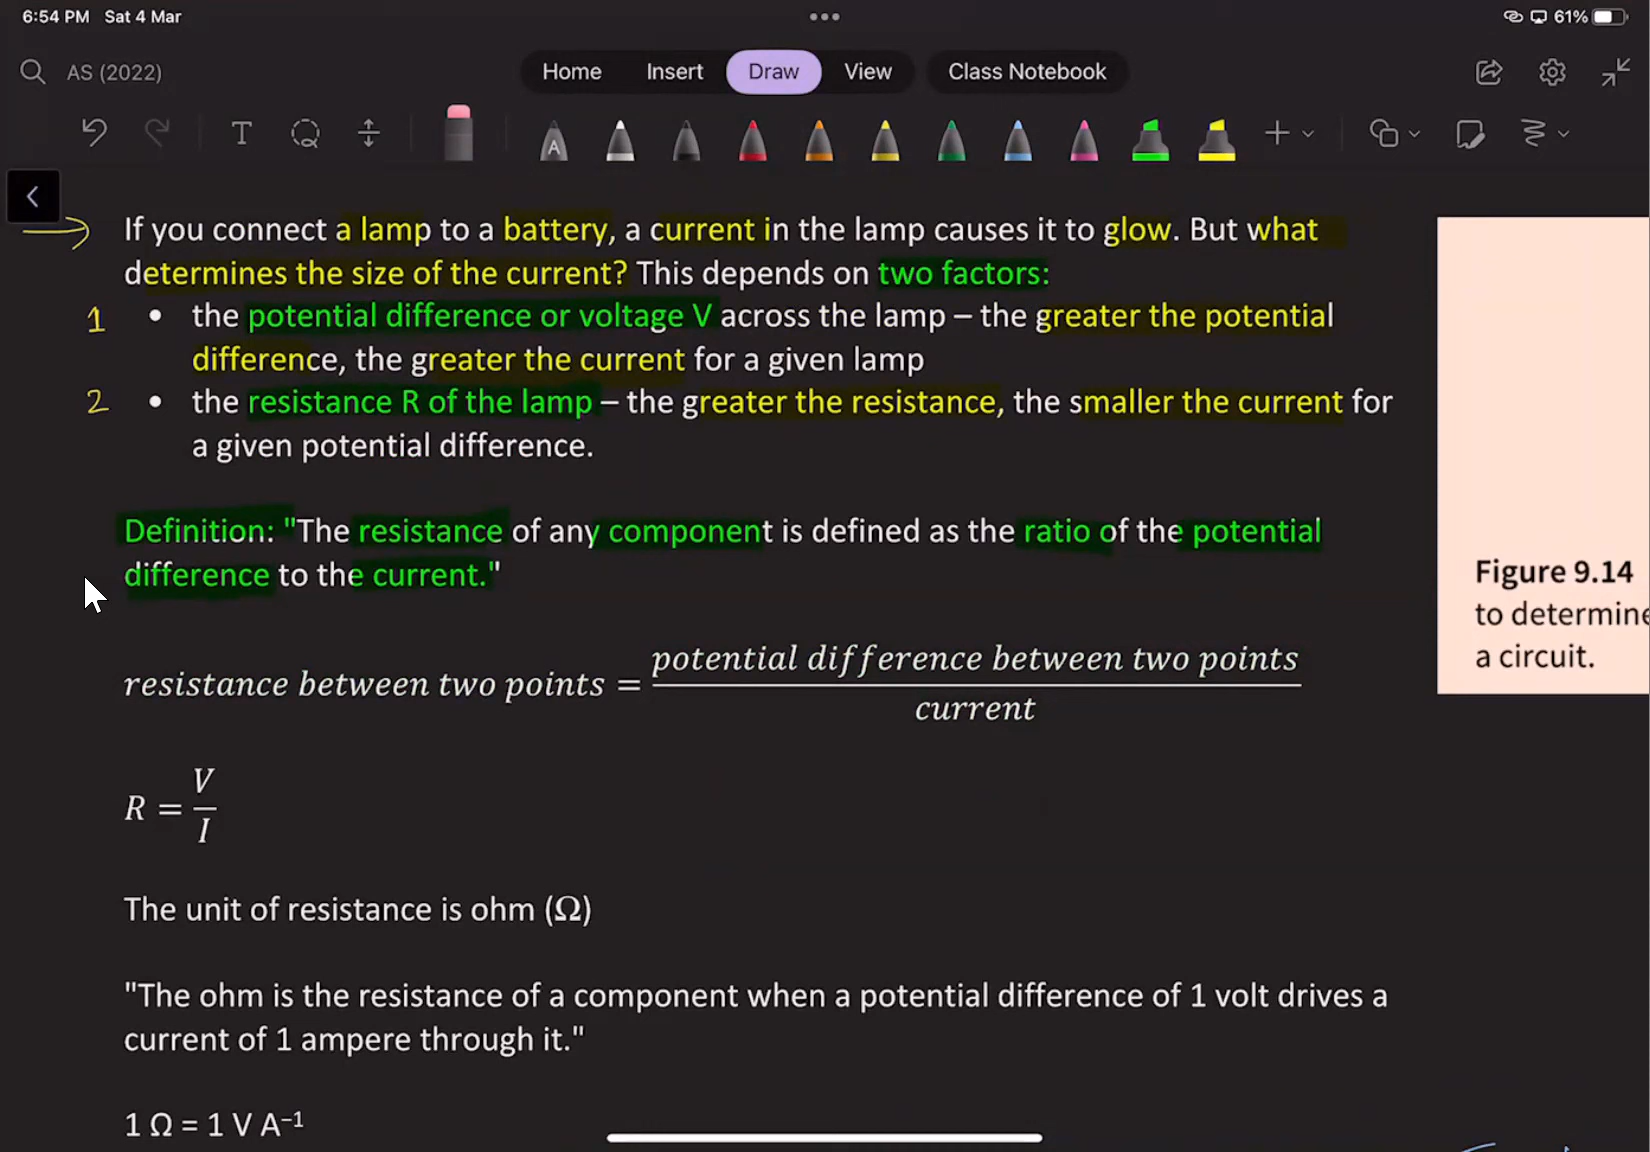 6:54 PM Sat 4 Mar
61%
AS (2022)
Home Insert Draw View Class Notebook
T
A
If you connect a lamp to a battery, a current in the lamp causes it to glow. But what
determines the size of the current? This depends on two factors:
1 • the potential difference or voltage V across the lamp – the greater the potential
difference, the greater the current for a given lamp
2 • the resistance R of the lamp – the greater the resistance, the smaller the current for
a given potential difference.
Definition: "The resistance of any component is defined as the ratio of the potential
difference to the current."
resistance between two points = potential difference between two points
current
R = V
I
The unit of resistance is ohm (Ω)
"The ohm is the resistance of a component when a potential difference of 1 volt drives a
current of 1 ampere through it."
1 Ω = 1 V A⁻¹
Figure 9.14
to determine
a circuit.